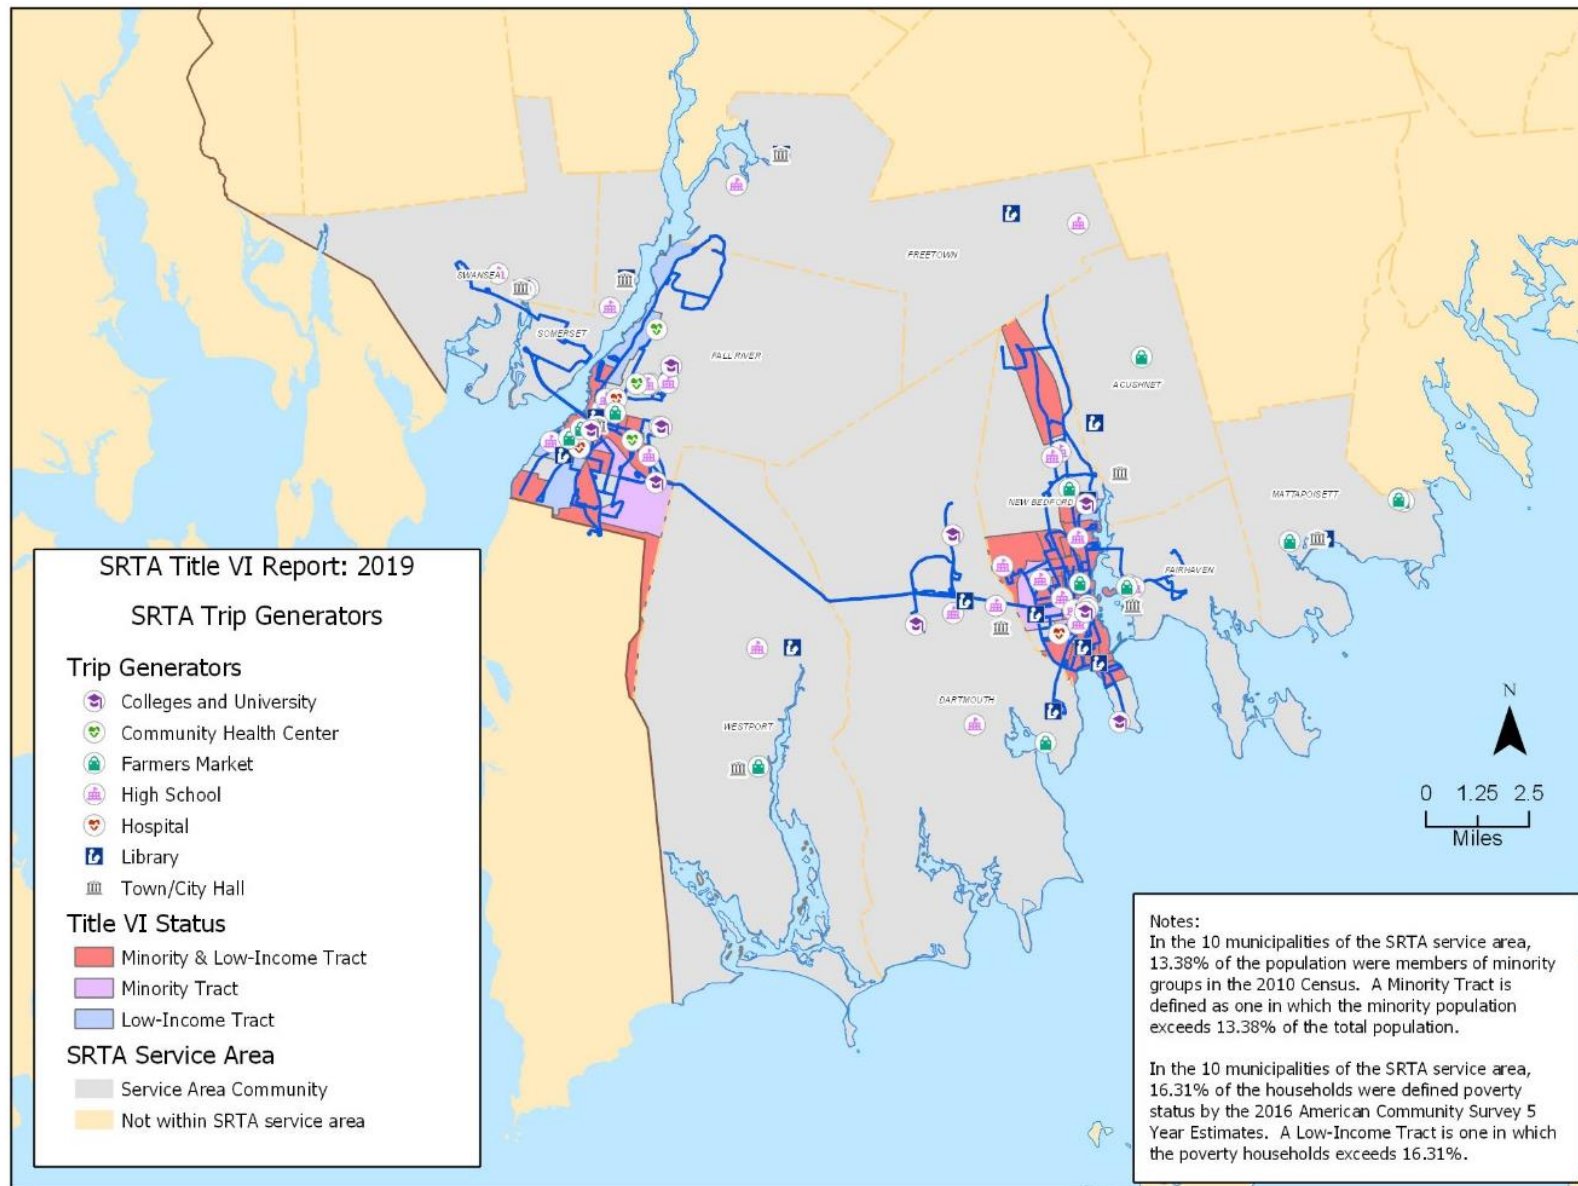 SWANSEA
SOMERSET
FREETOWN
FALL RIVER
ACUSHNET
NEW BEDFORD
MATTAPOISETT
FAIRHAVEN
DARTMOUTH
WESTPORT
SRTA Title VI Report: 2019
SRTA Trip Generators
Trip Generators
Colleges and University
Community Health Center
Farmers Market
High School
Hospital
Library
Town/City Hall
Title VI Status
Minority & Low-Income Tract
Minority Tract
Low-Income Tract
SRTA Service Area
Service Area Community
Not within SRTA service area
N
0 1.25 2.5
Miles
Notes:
In the 10 municipalities of the SRTA service area,
13.38% of the population were members of minority
groups in the 2010 Census. A Minority Tract is
defined as one in which the minority population
exceeds 13.38% of the total population.
In the 10 municipalities of the SRTA service area,
16.31% of the households were defined poverty
status by the 2016 American Community Survey 5
Year Estimates. A Low-Income Tract is one in which
the poverty households exceeds 16.31%.